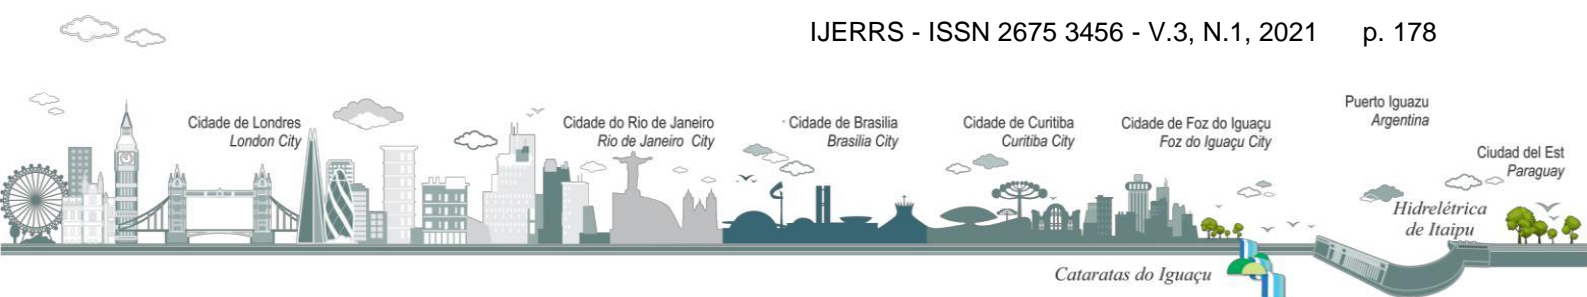 IJERRS - ISSN 2675 3456 - V.3, N.1, 2021 p. 178
Cidade de Londres
London City
Cidade do Rio de Janeiro
Rio de Janeiro City
Cidade de Brasilia
Brasilia City
Cidade de Curitiba
Curitiba City
Cidade de Foz do Iguaçu
Foz do Iguaçu City
Puerto Iguazu
Argentina
Ciudad del Est
Paraguay
Hidrelétrica
de Itaipu
Cataratas do Iguaçu